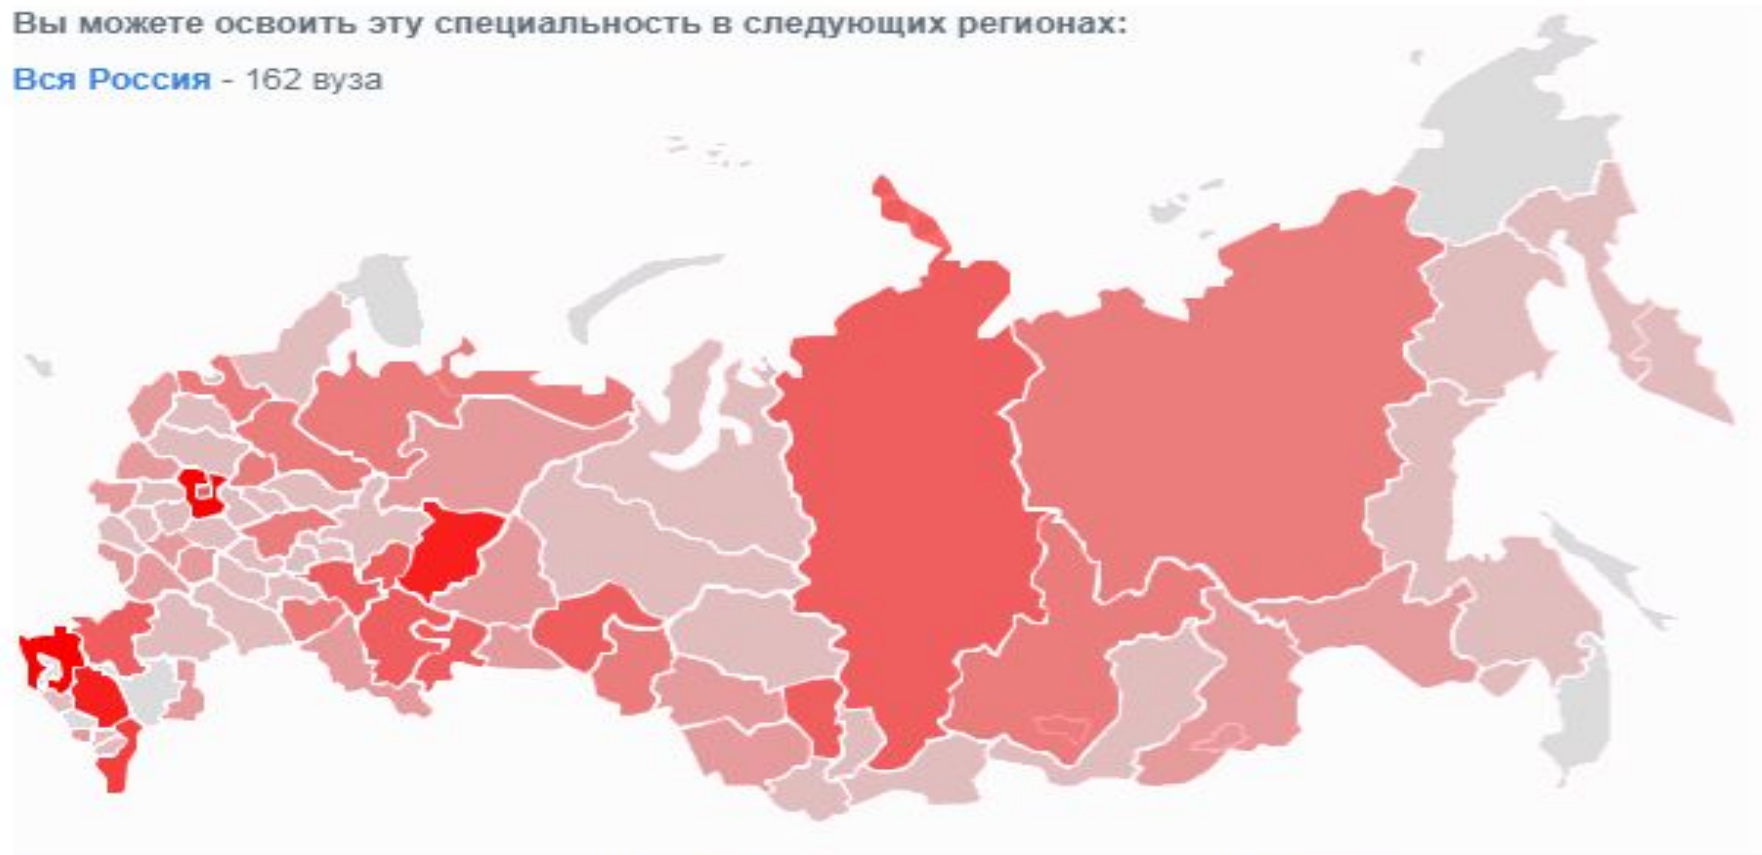 Вы можете освоить эту специальность в следующих регионах:
Вся Россия - 162 вуза